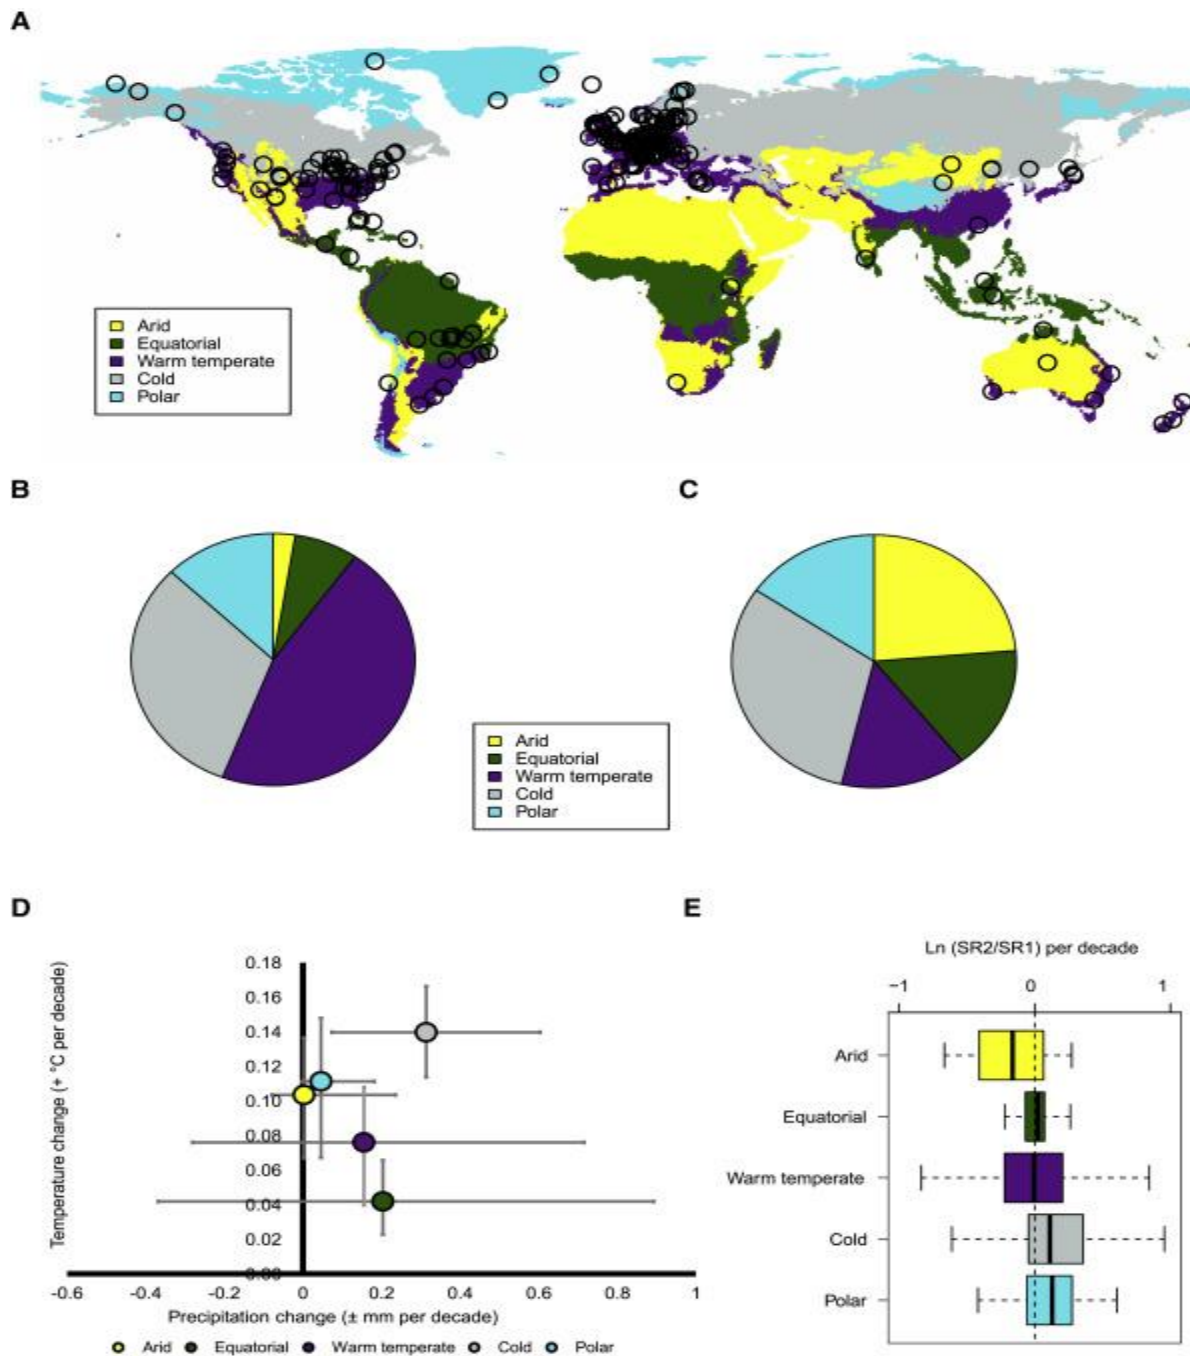 A
Arid
Equatorial
Warm temperate
Cold
Polar
B
C
Arid
Equatorial
Warm temperate
Cold
Polar
D
Temperature change (+ °C per decade)
0.18
0.16
0.14
0.12
0.10
0.08
0.06
0.04
0.02
0.00
-0.6
-0.4
-0.2
0
0.2
0.4
0.6
0.8
1
Precipitation change (± mm per decade)
Arid Equatorial Warm temperate Cold Polar
E
Ln (SR2/SR1) per decade
−1 0 1
Arid
Equatorial
Warm temperate
Cold
Polar